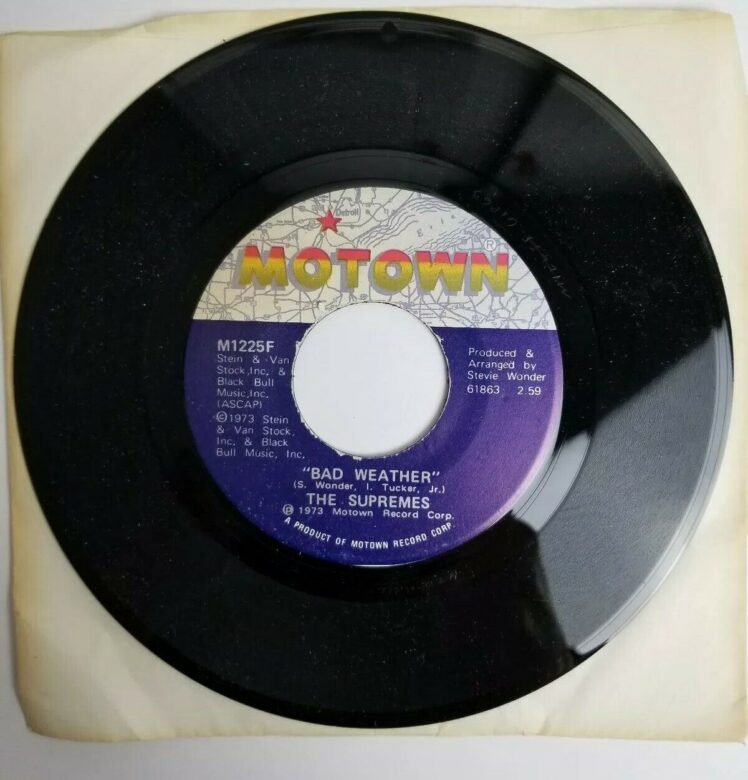 Detroit
MOTOWN®
M1225F
Stein & Van
Stock, Inc. &
Black Bull
Music, Inc.
(ASCAP)
©1973 Stein
& Van Stock,
Inc. & Black
Bull Music, Inc.
Produced &
Arranged by
Stevie Wonder
61863 2.59
"BAD WEATHER"
(S. Wonder, I. Tucker, Jr.)
THE SUPREMES
℗ 1973 Motown Record Corp.
A PRODUCT OF MOTOWN RECORD CORP.